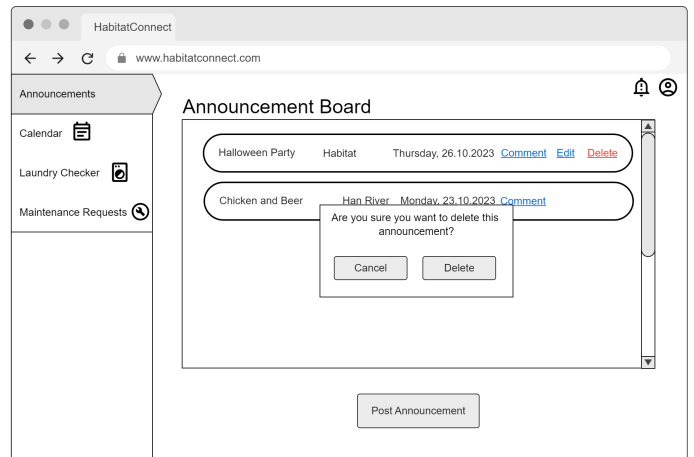 HabitatConnect
www.habitatconnect.com
Announcements
Calendar
Laundry Checker
Maintenance Requests
Announcement Board
Halloween Party Habitat Thursday, 26.10.2023 Comment Edit Delete
Chicken and Beer Han River Monday, 23.10.2023 Comment
Are you sure you want to delete this
announcement?
Cancel Delete
Post Announcement